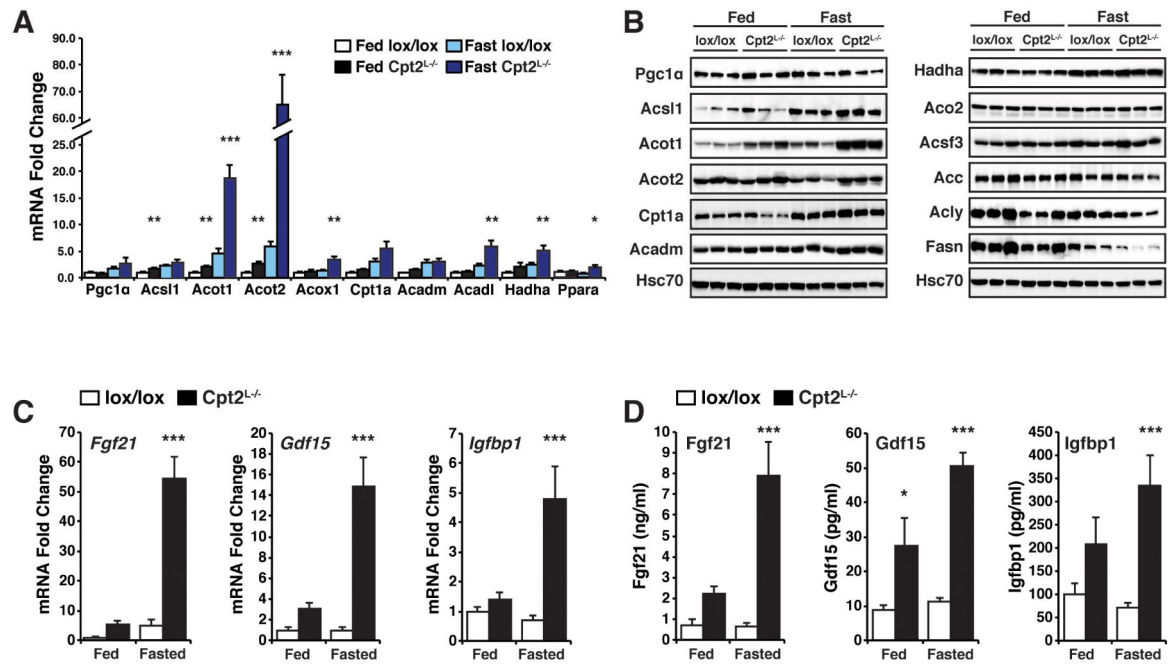 A
mRNA Fold Change
90.0
80.0
70.0
60.0
25.0
20.0
15.0
10.0
5.0
0.0
Fed lox/lox Fast lox/lox
Fed Cpt2L-/- Fast Cpt2L-/-
** ** *** ** *** ** ** ** *
Pgc1α Acsl1 Acot1 Acot2 Acox1 Cpt1a Acadm Acadl Hadha Ppara
B
Fed Fast
lox/lox Cpt2L-/- lox/lox Cpt2L-/-
Pgc1α
Acsl1
Acot1
Acot2
Cpt1a
Acadm
Hsc70
Fed Fast
lox/lox Cpt2L-/- lox/lox Cpt2L-/-
Hadha
Aco2
Acsf3
Acc
Acly
Fasn
Hsc70
C
lox/lox Cpt2L-/-
mRNA Fold Change
70
60
50
40
30
20
10
0
Fgf21 ***
Fed Fasted
mRNA Fold Change
20
18
16
14
12
10
8
6
4
2
0
Gdf15 ***
Fed Fasted
mRNA Fold Change
7
6
5
4
3
2
1
0
Igfbp1 ***
Fed Fasted
D
lox/lox Cpt2L-/-
Fgf21 (ng/ml)
10
9
8
7
6
5
4
3
2
1
0
Fgf21 ***
Fed Fasted
Gdf15 (pg/ml)
60
50
40
30
20
10
0
Gdf15 ***
*
Fed Fasted
Igfbp1 (pg/ml)
450
400
350
300
250
200
150
100
50
0
Igfbp1 ***
Fed Fasted